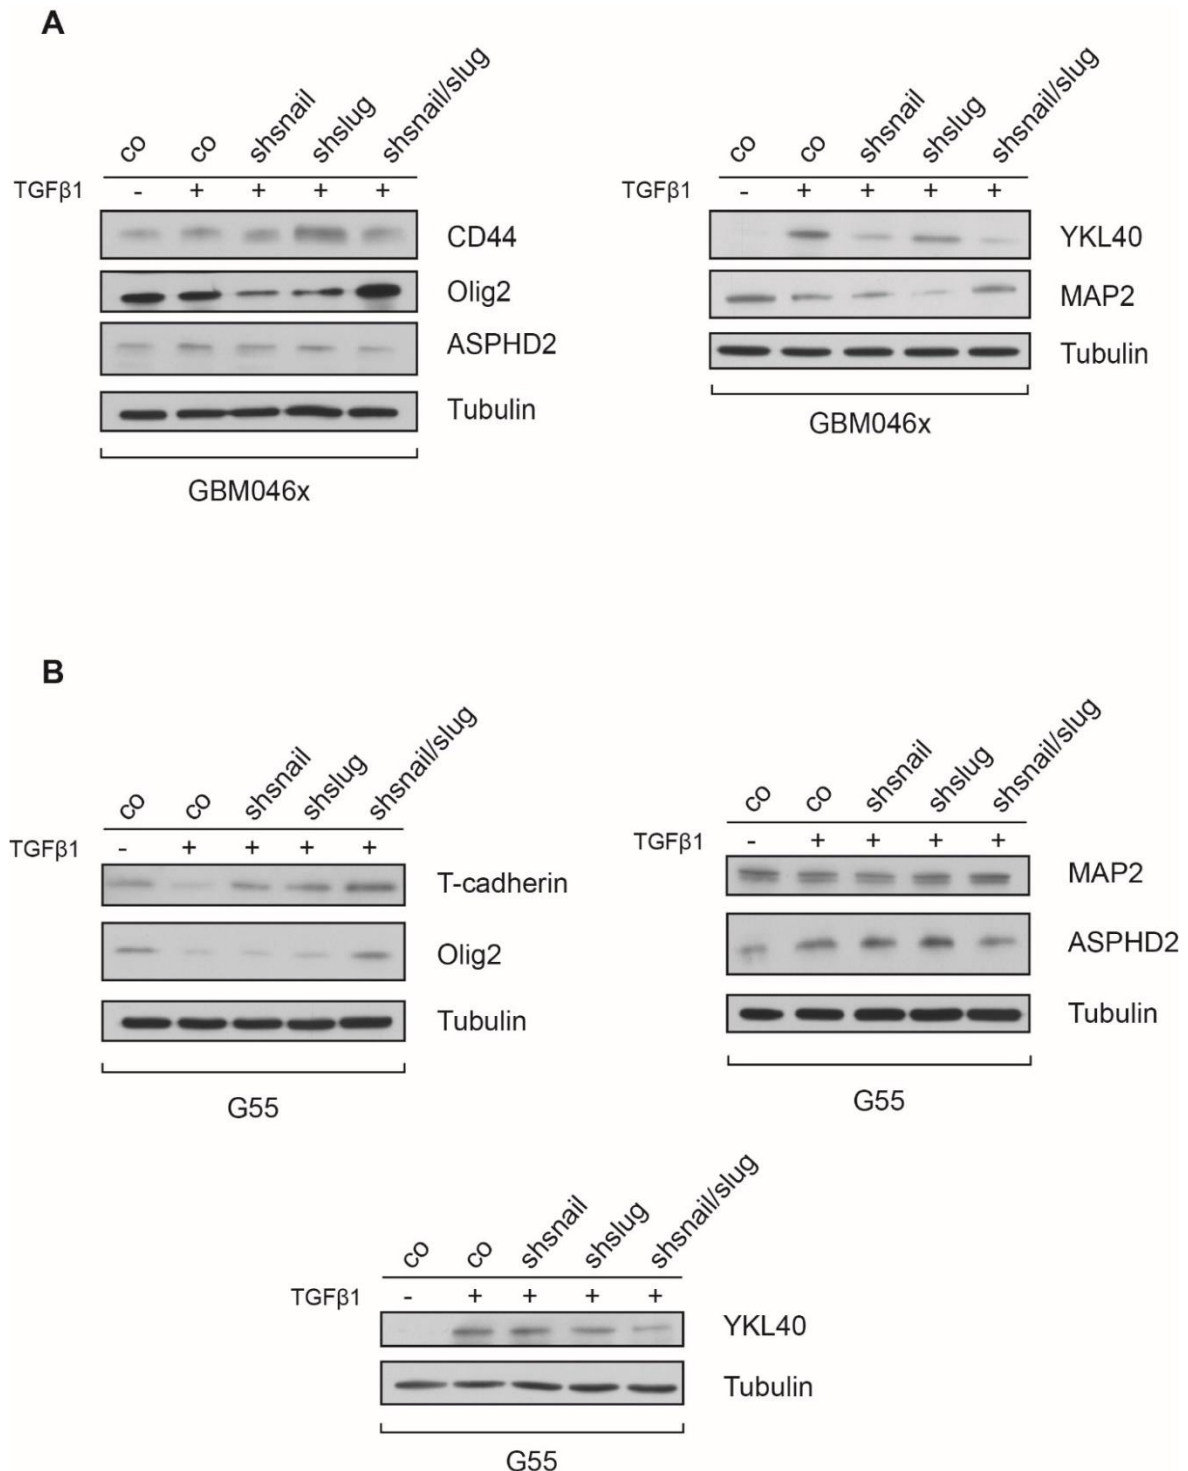 A
co co shsnail shslug shsnail/slug
TGFβ1 - + + + +
CD44
Olig2
ASPHD2
Tubulin
GBM046x
co co shsnail shslug shsnail/slug
TGFβ1 - + + + +
YKL40
MAP2
Tubulin
GBM046x
B
co co shsnail shslug shsnail/slug
TGFβ1 - + + + +
T-cadherin
Olig2
Tubulin
G55
co co shsnail shslug shsnail/slug
TGFβ1 - + + + +
MAP2
ASPHD2
Tubulin
G55
co co shsnail shslug shsnail/slug
TGFβ1 - + + + +
YKL40
Tubulin
G55